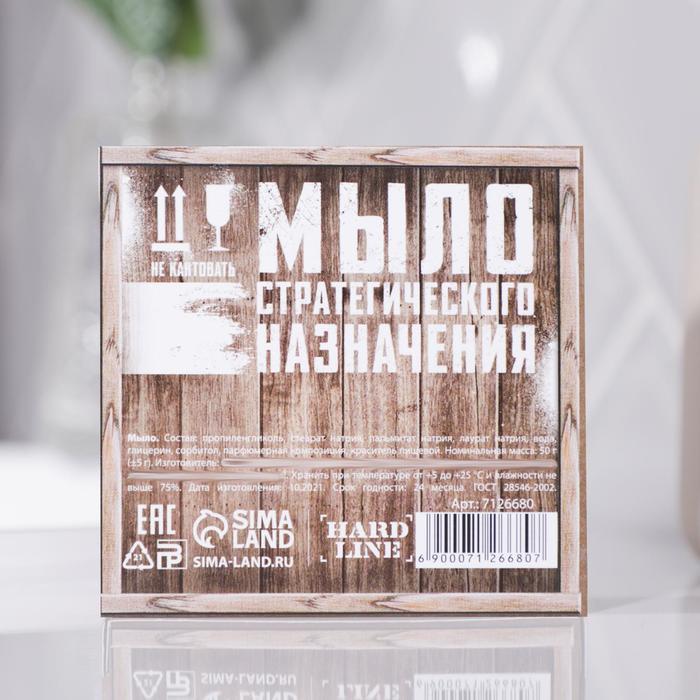 МЫЛО
СТРАТЕГИЧЕСКОГО
НАЗНАЧЕНИЯ
НЕ КАНТОВАТЬ
Мыло. Состав: пропиленгликоль, стеарат натрия, пальмитат натрия, лаурат натрия, вода,
глицерин, сорбитол, парфюмерная композиция, краситель пищевой. Номинальная масса: 50 г
(±5 г). Изготовитель:
Хранить при температуре от +5 до +25 °С и влажности не
выше 75%. Дата изготовления: 10.2021. Срок годности: 24 месяца. ГОСТ 28546-2002.
Арт.: 7126680
ЕАС
SIMA
LAND
SIMA-LAND.RU
HARD
LINE
21
РР
6 900071 266807